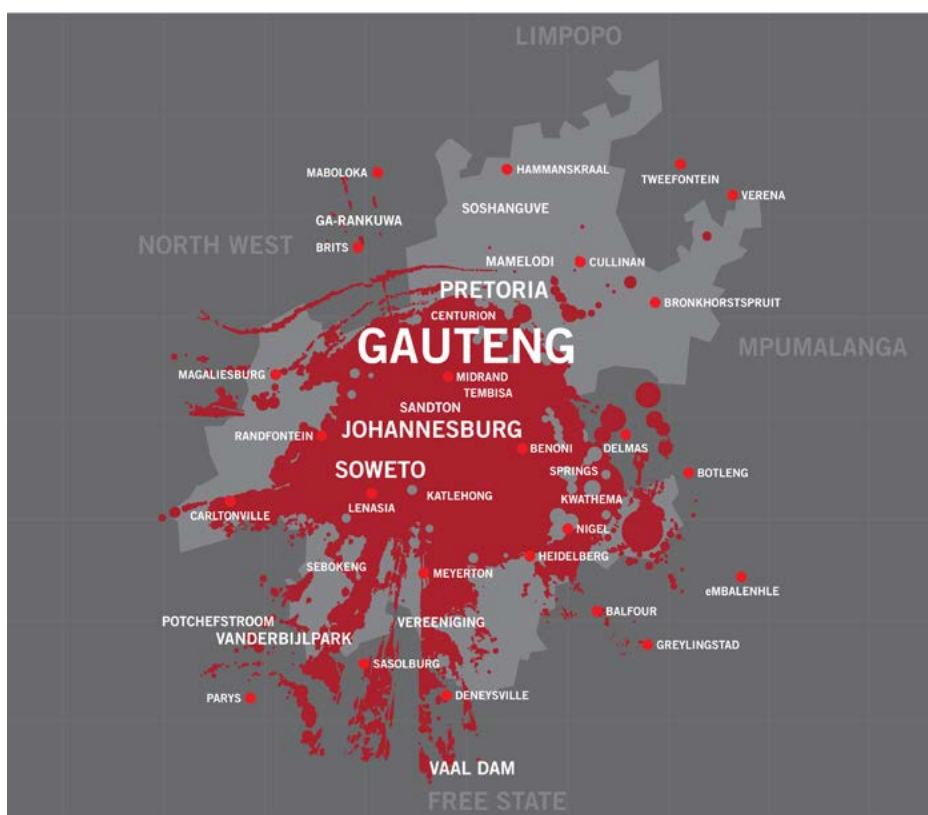 LIMPOPO
MABOLOKA
HAMMANSKRAAL
TWEEFONTEIN
VERENA
SOSHANGUVE
GA-RANKUWA
NORTH WEST
BRITS
MAMELODI
CULLINAN
PRETORIA
BRONKHORSTSPRUIT
CENTURION
GAUTENG
MPUMALANGA
MAGALIESBURG
MIDRAND
TEMBISA
SANDTON
RANDFONTEIN
JOHANNESBURG
BENONI
DELMAS
SOWETO
SPRINGS
BOTLENG
LENASIA
KATLEHONG
KWATHEMA
CARLTONVILLE
NIGEL
HEIDELBERG
SEBOKENG
MEYERTON
eMBALENHLE
BALFOUR
POTCHEFSTROOM
VEREENIGING
VANDERBIJLPARK
GREYLINGSTAD
SASOLBURG
PARYS
DENEYSVILLE
VAAL DAM
FREE STATE